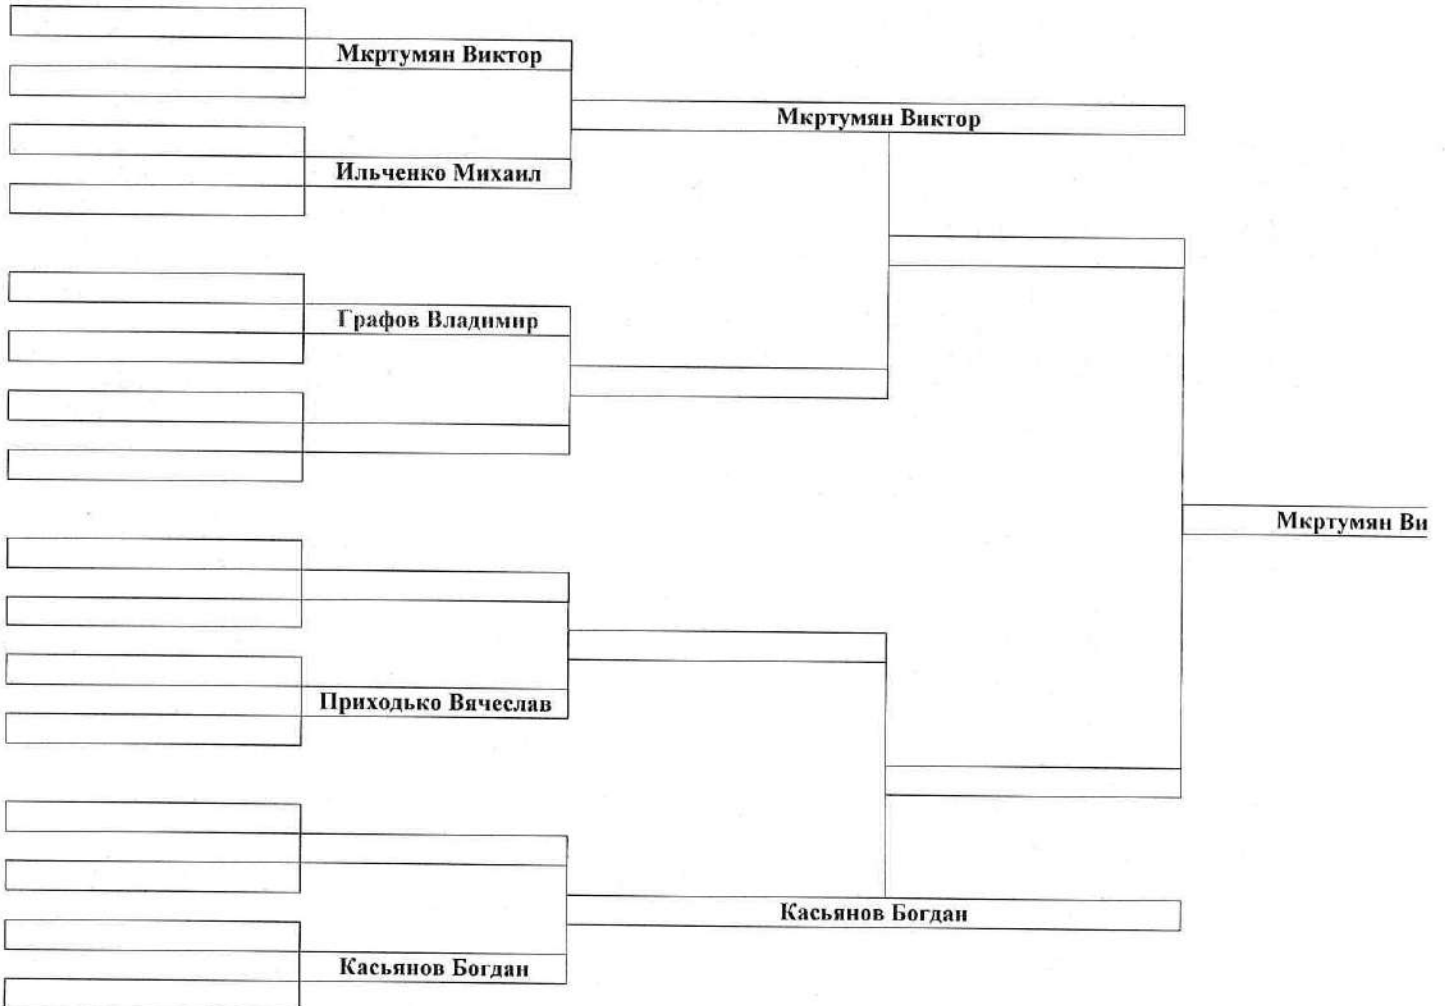 Мкртумян Виктор
Мкртумян Виктор
Ильченко Михаил
Графов Владимир
Мкртумян Ви
Приходько Вячеслав
Касьянов Богдан
Касьянов Богдан